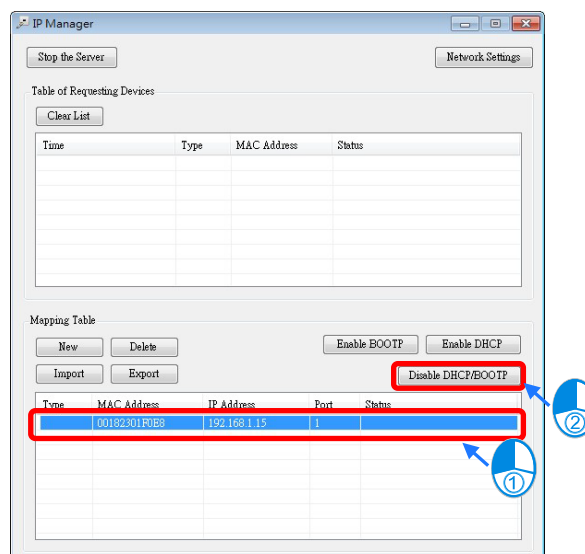 IP Manager
Stop the Server Network Settings
Table of Requesting Devices
Clear List
Time Type MAC Address Status
Mapping Table
New Delete Enable BOOTP Enable DHCP
Import Export Disable DHCP/BOOTP
Type MAC Address IP Address Port Status
00182301F0E8 192.168.1.15 1
②
①